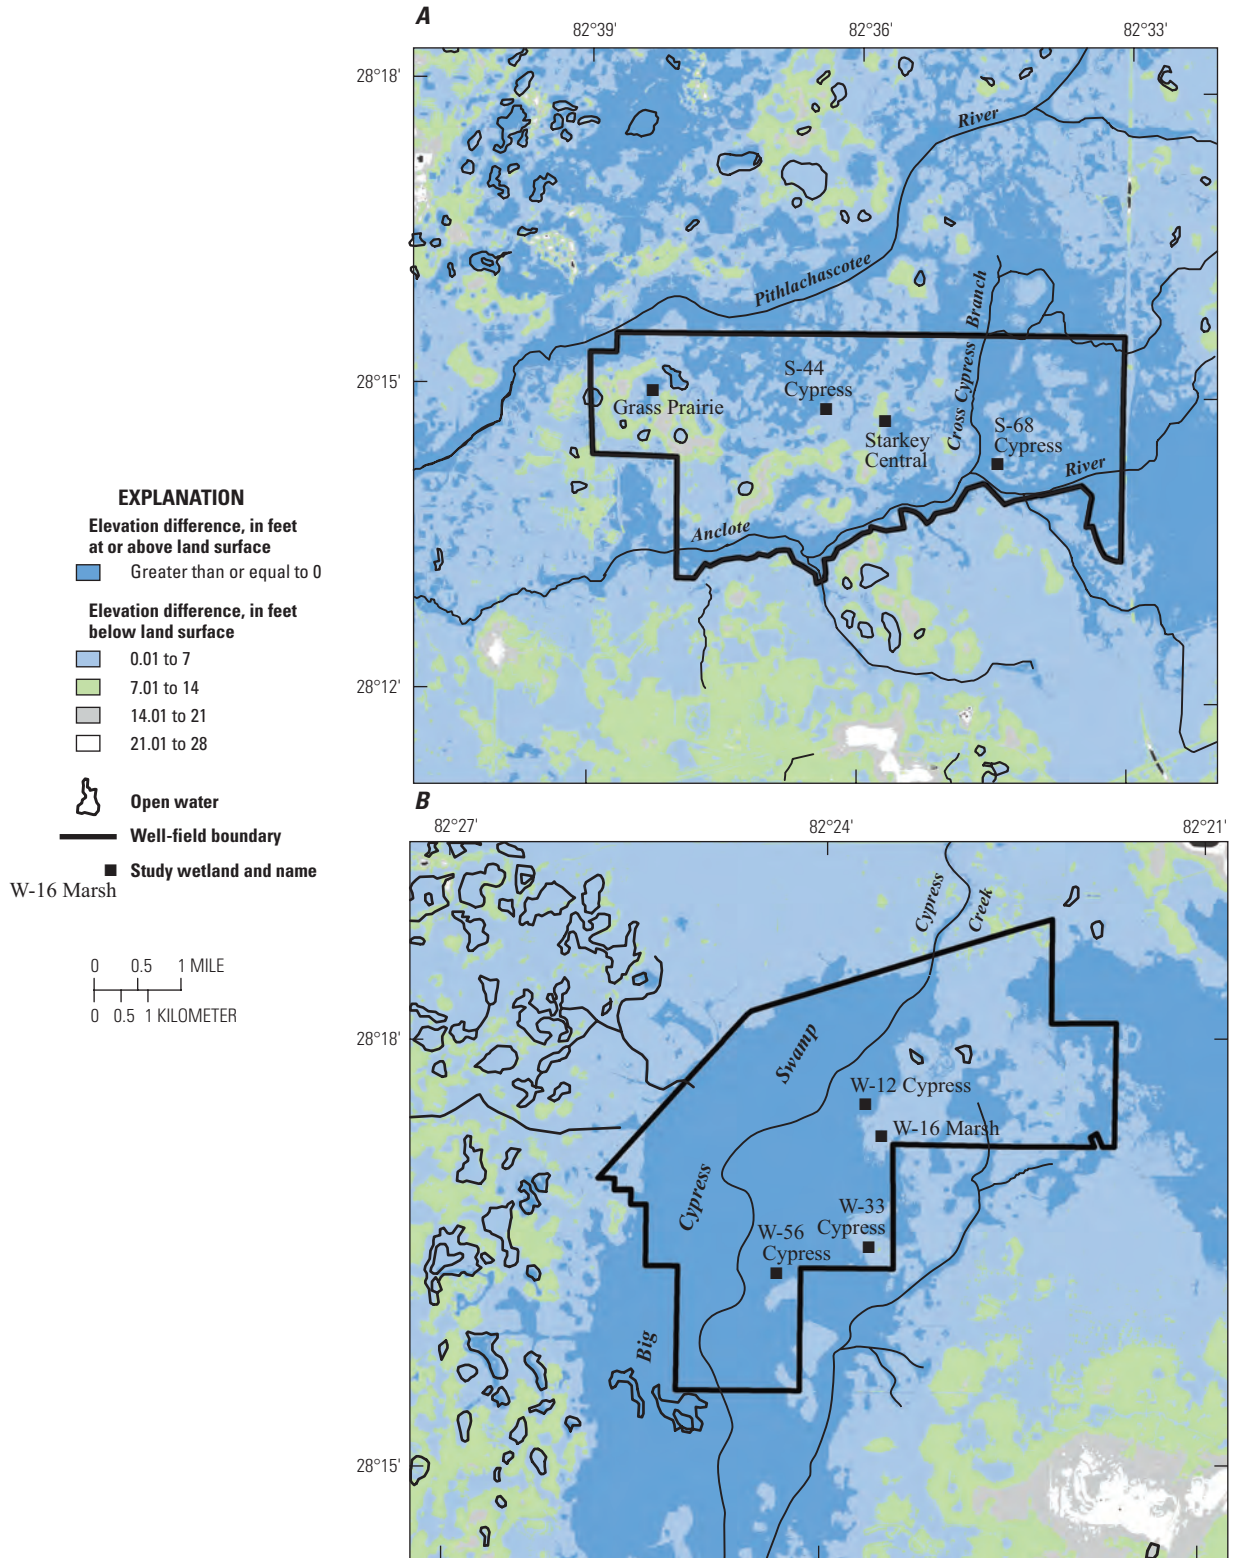 A
82°39'
82°36'
82°33'
28°18'
28°15'
28°12'
River
Pithlachascotee
Cross Cypress Branch
S-44
Cypress
Grass Prairie
Starkey
Central
S-68
Cypress
River
Anclote
EXPLANATION
Elevation difference, in feet
at or above land surface
Greater than or equal to 0
Elevation difference, in feet
below land surface
0.01 to 7
7.01 to 14
14.01 to 21
21.01 to 28
Open water
Well-field boundary
Study wetland and name
W-16 Marsh
0 0.5 1 MILE
0 0.5 1 KILOMETER
B
82°27'
82°24'
82°21'
28°18'
28°15'
Cypress
Creek
Swamp
W-12 Cypress
W-16 Marsh
Cypress
W-33
Cypress
W-56
Cypress
Big